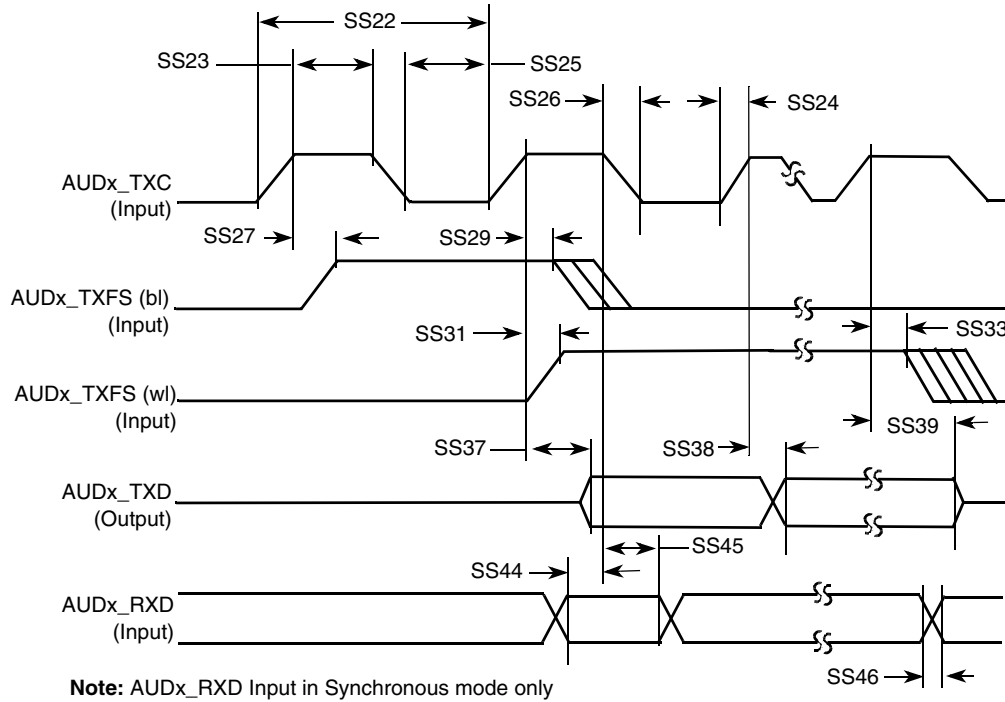 SS22
SS23
SS25
SS26
SS24
AUDx_TXC
(Input)
SS27
SS29
AUDx_TXFS (bl)
(Input)
SS31
SS33
AUDx_TXFS (wl)
(Input)
SS39
SS37
SS38
AUDx_TXD
(Output)
SS45
SS44
AUDx_RXD
(Input)
SS46
Note: AUDx_RXD Input in Synchronous mode only